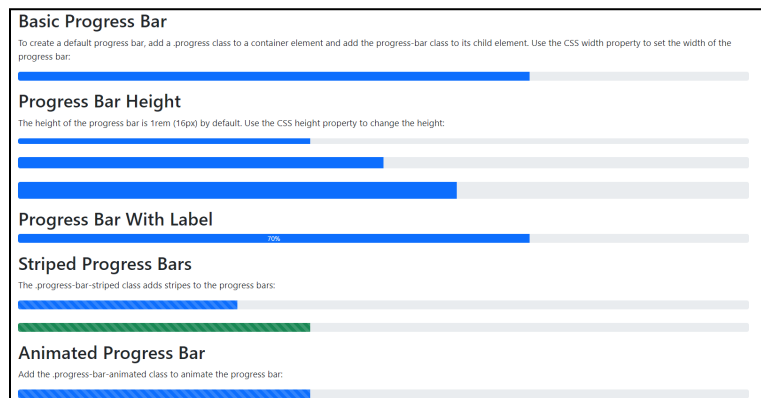 Basic Progress Bar
To create a default progress bar, add a .progress class to a container element and add the progress-bar class to its child element. Use the CSS width property to set the width of the
progress bar:
Progress Bar Height
The height of the progress bar is 1rem (16px) by default. Use the CSS height property to change the height:
Progress Bar With Label
70%
Striped Progress Bars
The .progress-bar-striped class adds stripes to the progress bars:
Animated Progress Bar
Add the .progress-bar-animated class to animate the progress bar: